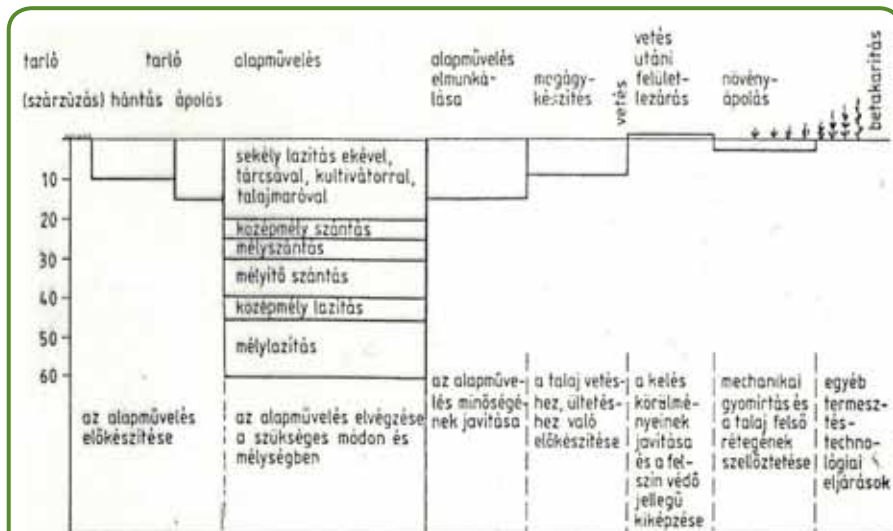 tarló
(szárzúzás) hántás
tarló
ápolás
alapművelés
alapművelés
elmunká-
lása
magágy-
készítés
vetés
vetés
utáni
felület-
lezárás
növény-
ápolás
betakarítás
10
20
30
40
50
60
sekély lazítás ekével,
tárcsával, kultivátorral,
talajmaróval
középmély szántás
mélyszántás
mélyítő szántás
középmély lazítás
mélylazítás
az alapművelés
előkészítése
az alapművelés elvégzése
a szükséges módon és
mélységben
az alapműve-
lés minőségé-
nek javítása
a talaj vetés-
hez, ültetés-
hez való
előkészítése
a kelés
körülmé-
nyeinek
javítása
és a fel-
szín védő
jellegű
kiképzése
mechanikai
gyomirtás és
a talaj felső
rétegének
szellőztetése
egyéb
termesz-
tés-
techno-
lógiai
eljárások